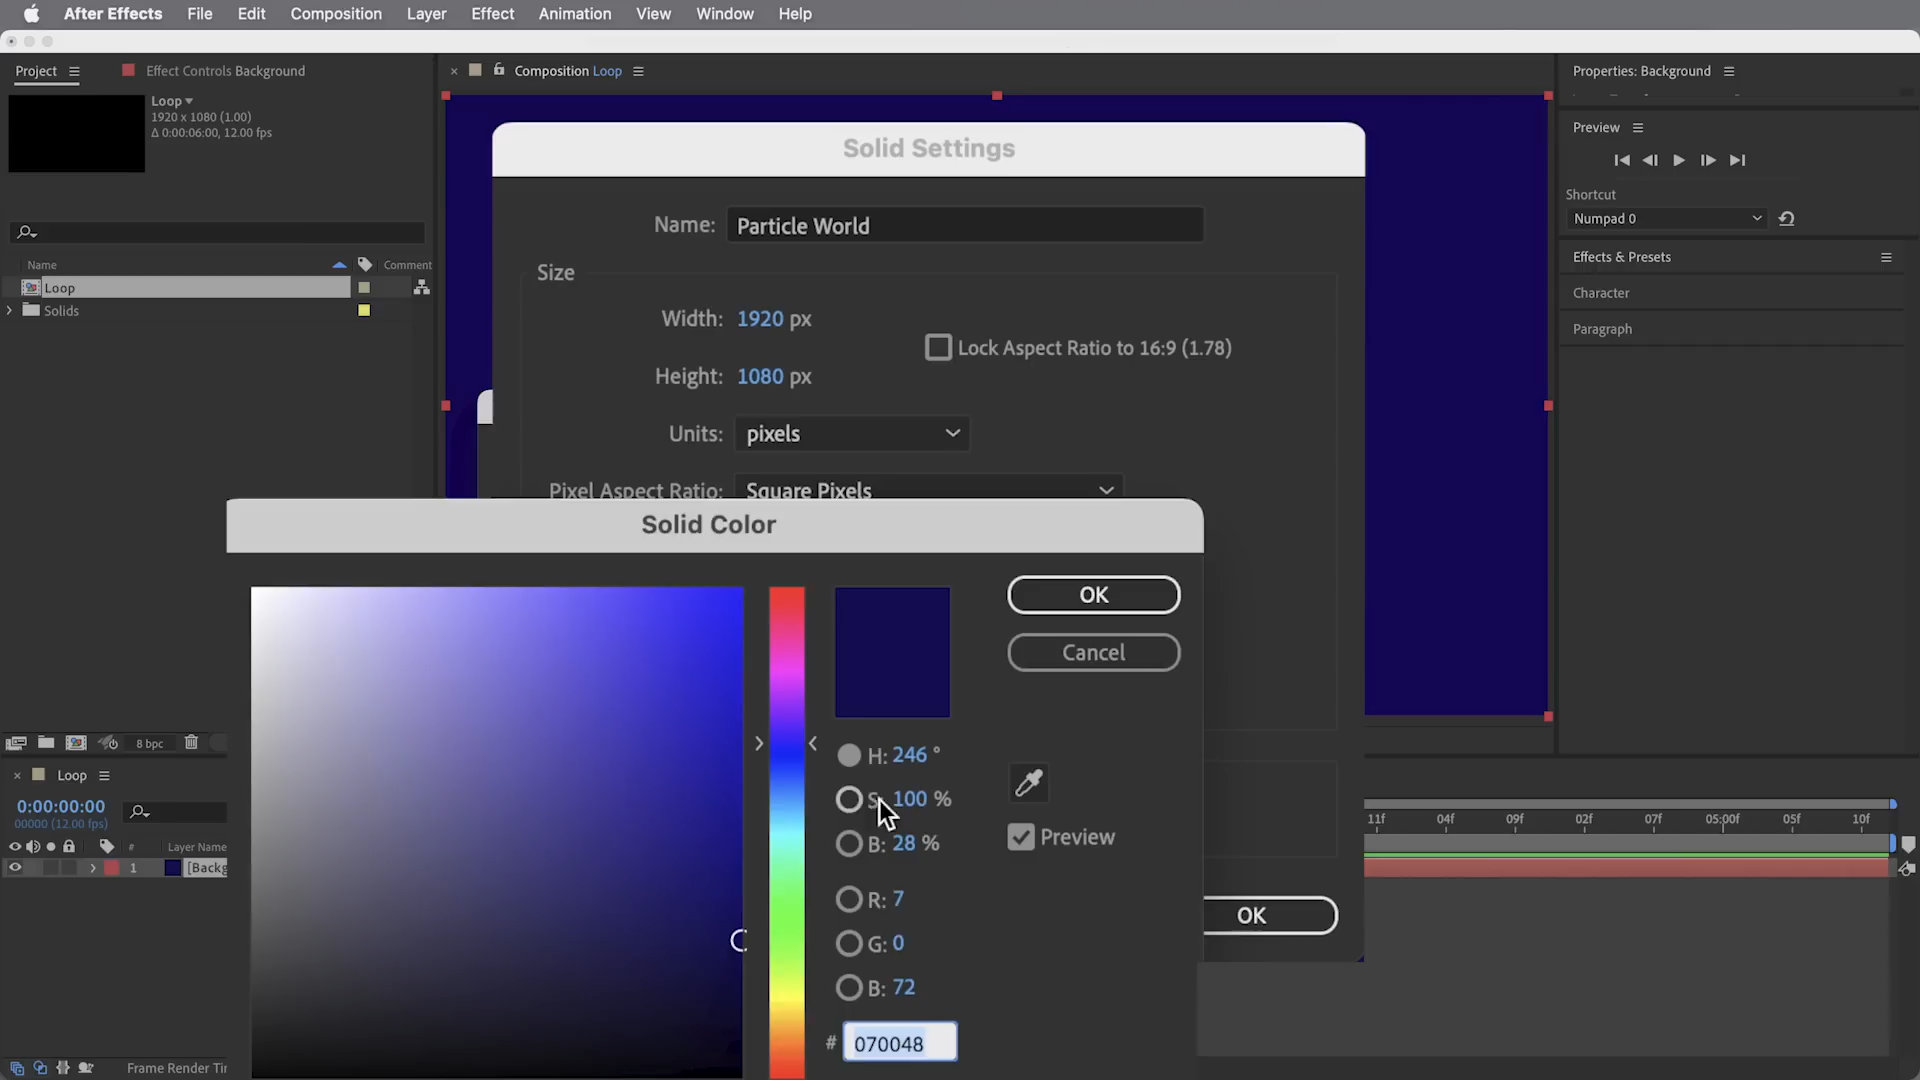 After Effects File Edit Composition Layer Effect Animation View Window Help
Project
Effect Controls Background
Composition Loop
Properties: Background
Loop
1920 x 1080 (1.00)
Δ 0:00:06:00, 12.00 fps
Preview
Shortcut
Numpad 0
Effects & Presets
Character
Paragraph
Name
Comment
Loop
Solids
8 bpc
Solid Settings
Name: Particle World
Size
Width: 1920 px
Lock Aspect Ratio to 16:9 (1.78)
Height: 1080 px
Units: pixels
Pixel Aspect Ratio: Square Pixels
OK
Solid Color
OK
Cancel
H: 246 °
S: 100 %
B: 28 %
Preview
R: 7
G: 0
B: 72
# 070048
Loop
0:00:00:00
00000 (12.00 fps)
# Layer Name
1 [Backg
11f 04f 09f 02f 07f 05:00f 05f 10f
Frame Render Tir